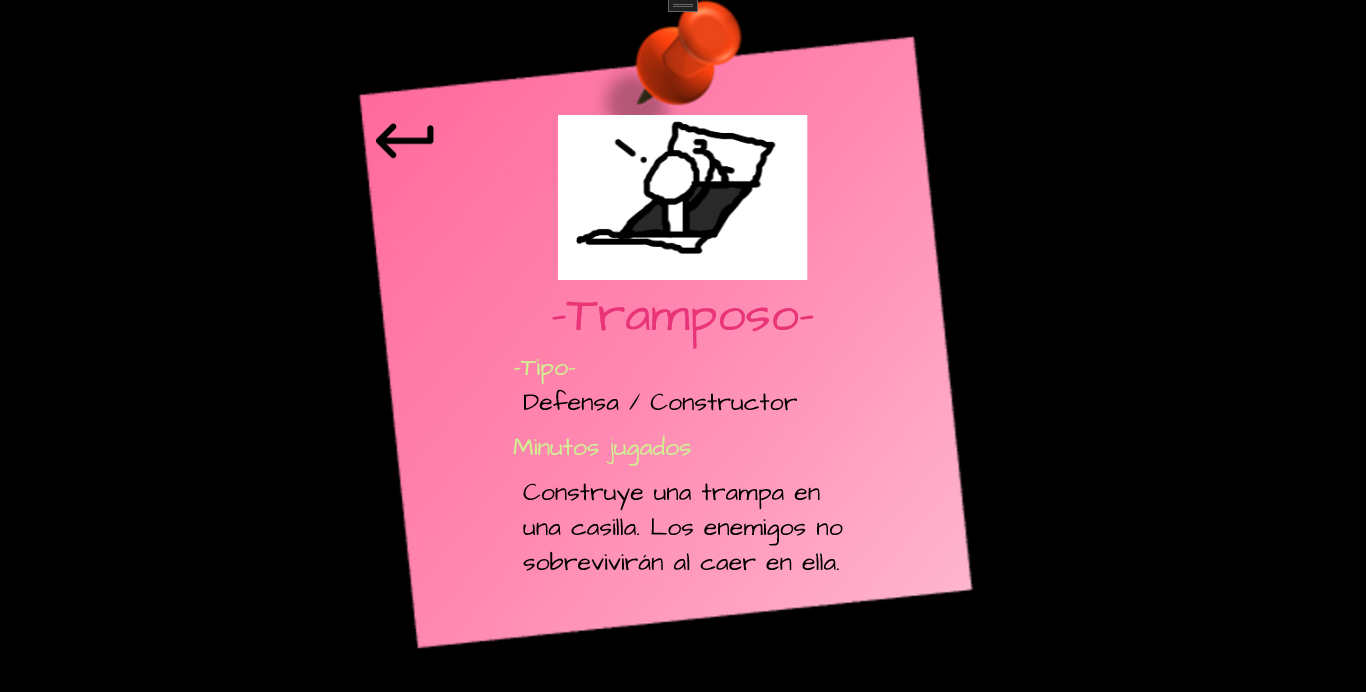 -Tramposo-
-Tipo-
Defensa / Constructor
Minutos jugados
Construye una trampa en
una casilla. Los enemigos no
sobrevivirán al caer en ella.